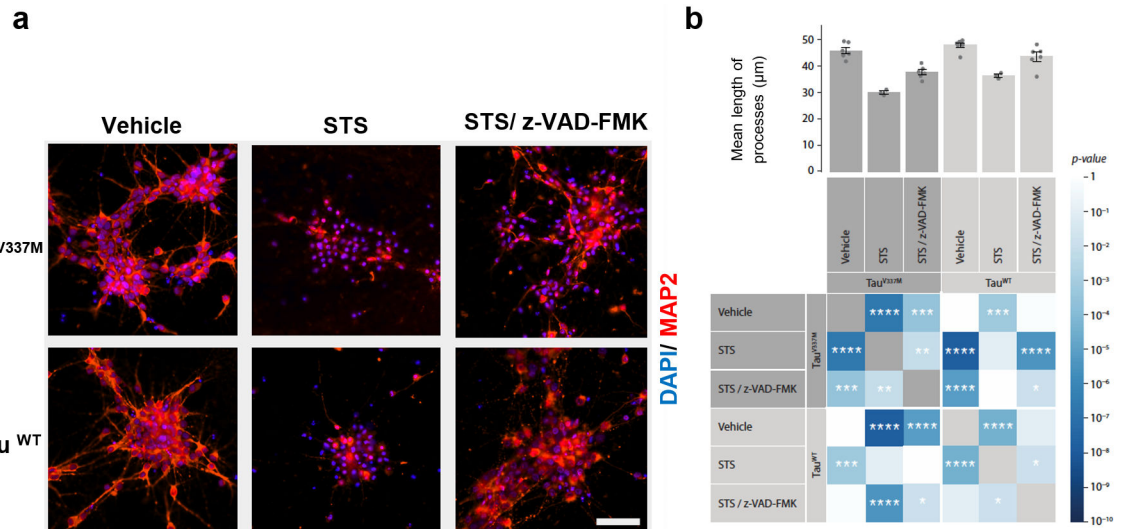 a
b
Vehicle
STS
STS/ z-VAD-FMK
V337M
u WT
DAPI/ MAP2
Mean length of
processes (μm)
50
40
30
20
10
0
Vehicle
STS
STS / z-VAD-FMK
Vehicle
STS
STS / z-VAD-FMK
Tau V337M
Tau WT
p-value
1
10⁻¹
10⁻²
10⁻³
10⁻⁴
10⁻⁵
10⁻⁶
10⁻⁷
10⁻⁸
10⁻⁹
10⁻¹⁰
Tau V337M
Vehicle
**** *** ***
STS
**** ** **** ****
STS / z-VAD-FMK
*** ** **** *
Tau WT
Vehicle
**** **** ****
STS
*** **** *
STS / z-VAD-FMK
**** * *